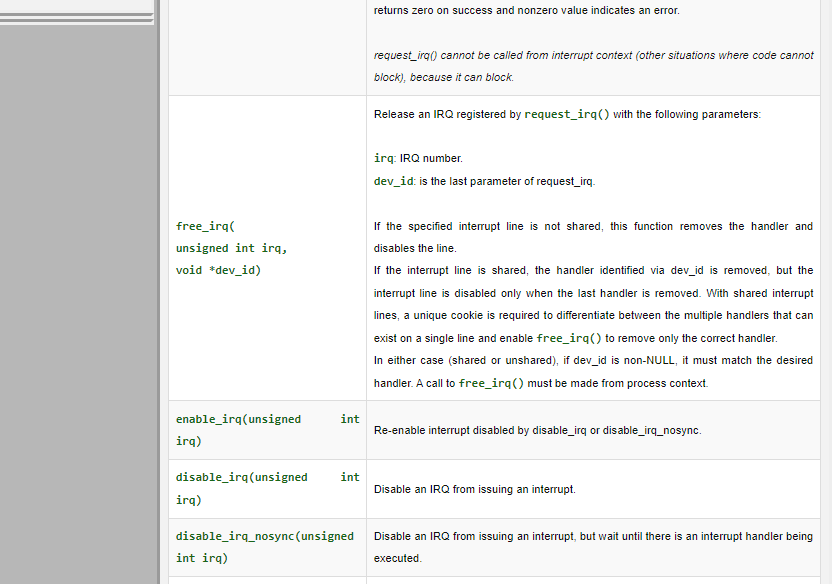 returns zero on success and nonzero value indicates an error.
request_irq() cannot be called from interrupt context (other situations where code cannot
block), because it can block.
free_irq(
unsigned int irq,
void *dev_id)
Release an IRQ registered by request_irq() with the following parameters:
irq: IRQ number.
dev_id: is the last parameter of request_irq.
If the specified interrupt line is not shared, this function removes the handler and
disables the line.
If the interrupt line is shared, the handler identified via dev_id is removed, but the
interrupt line is disabled only when the last handler is removed. With shared interrupt
lines, a unique cookie is required to differentiate between the multiple handlers that can
exist on a single line and enable free_irq() to remove only the correct handler.
In either case (shared or unshared), if dev_id is non-NULL, it must match the desired
handler. A call to free_irq() must be made from process context.
enable_irq(unsigned int
irq)
Re-enable interrupt disabled by disable_irq or disable_irq_nosync.
disable_irq(unsigned int
irq)
Disable an IRQ from issuing an interrupt.
disable_irq_nosync(unsigned
int irq)
Disable an IRQ from issuing an interrupt, but wait until there is an interrupt handler being
executed.